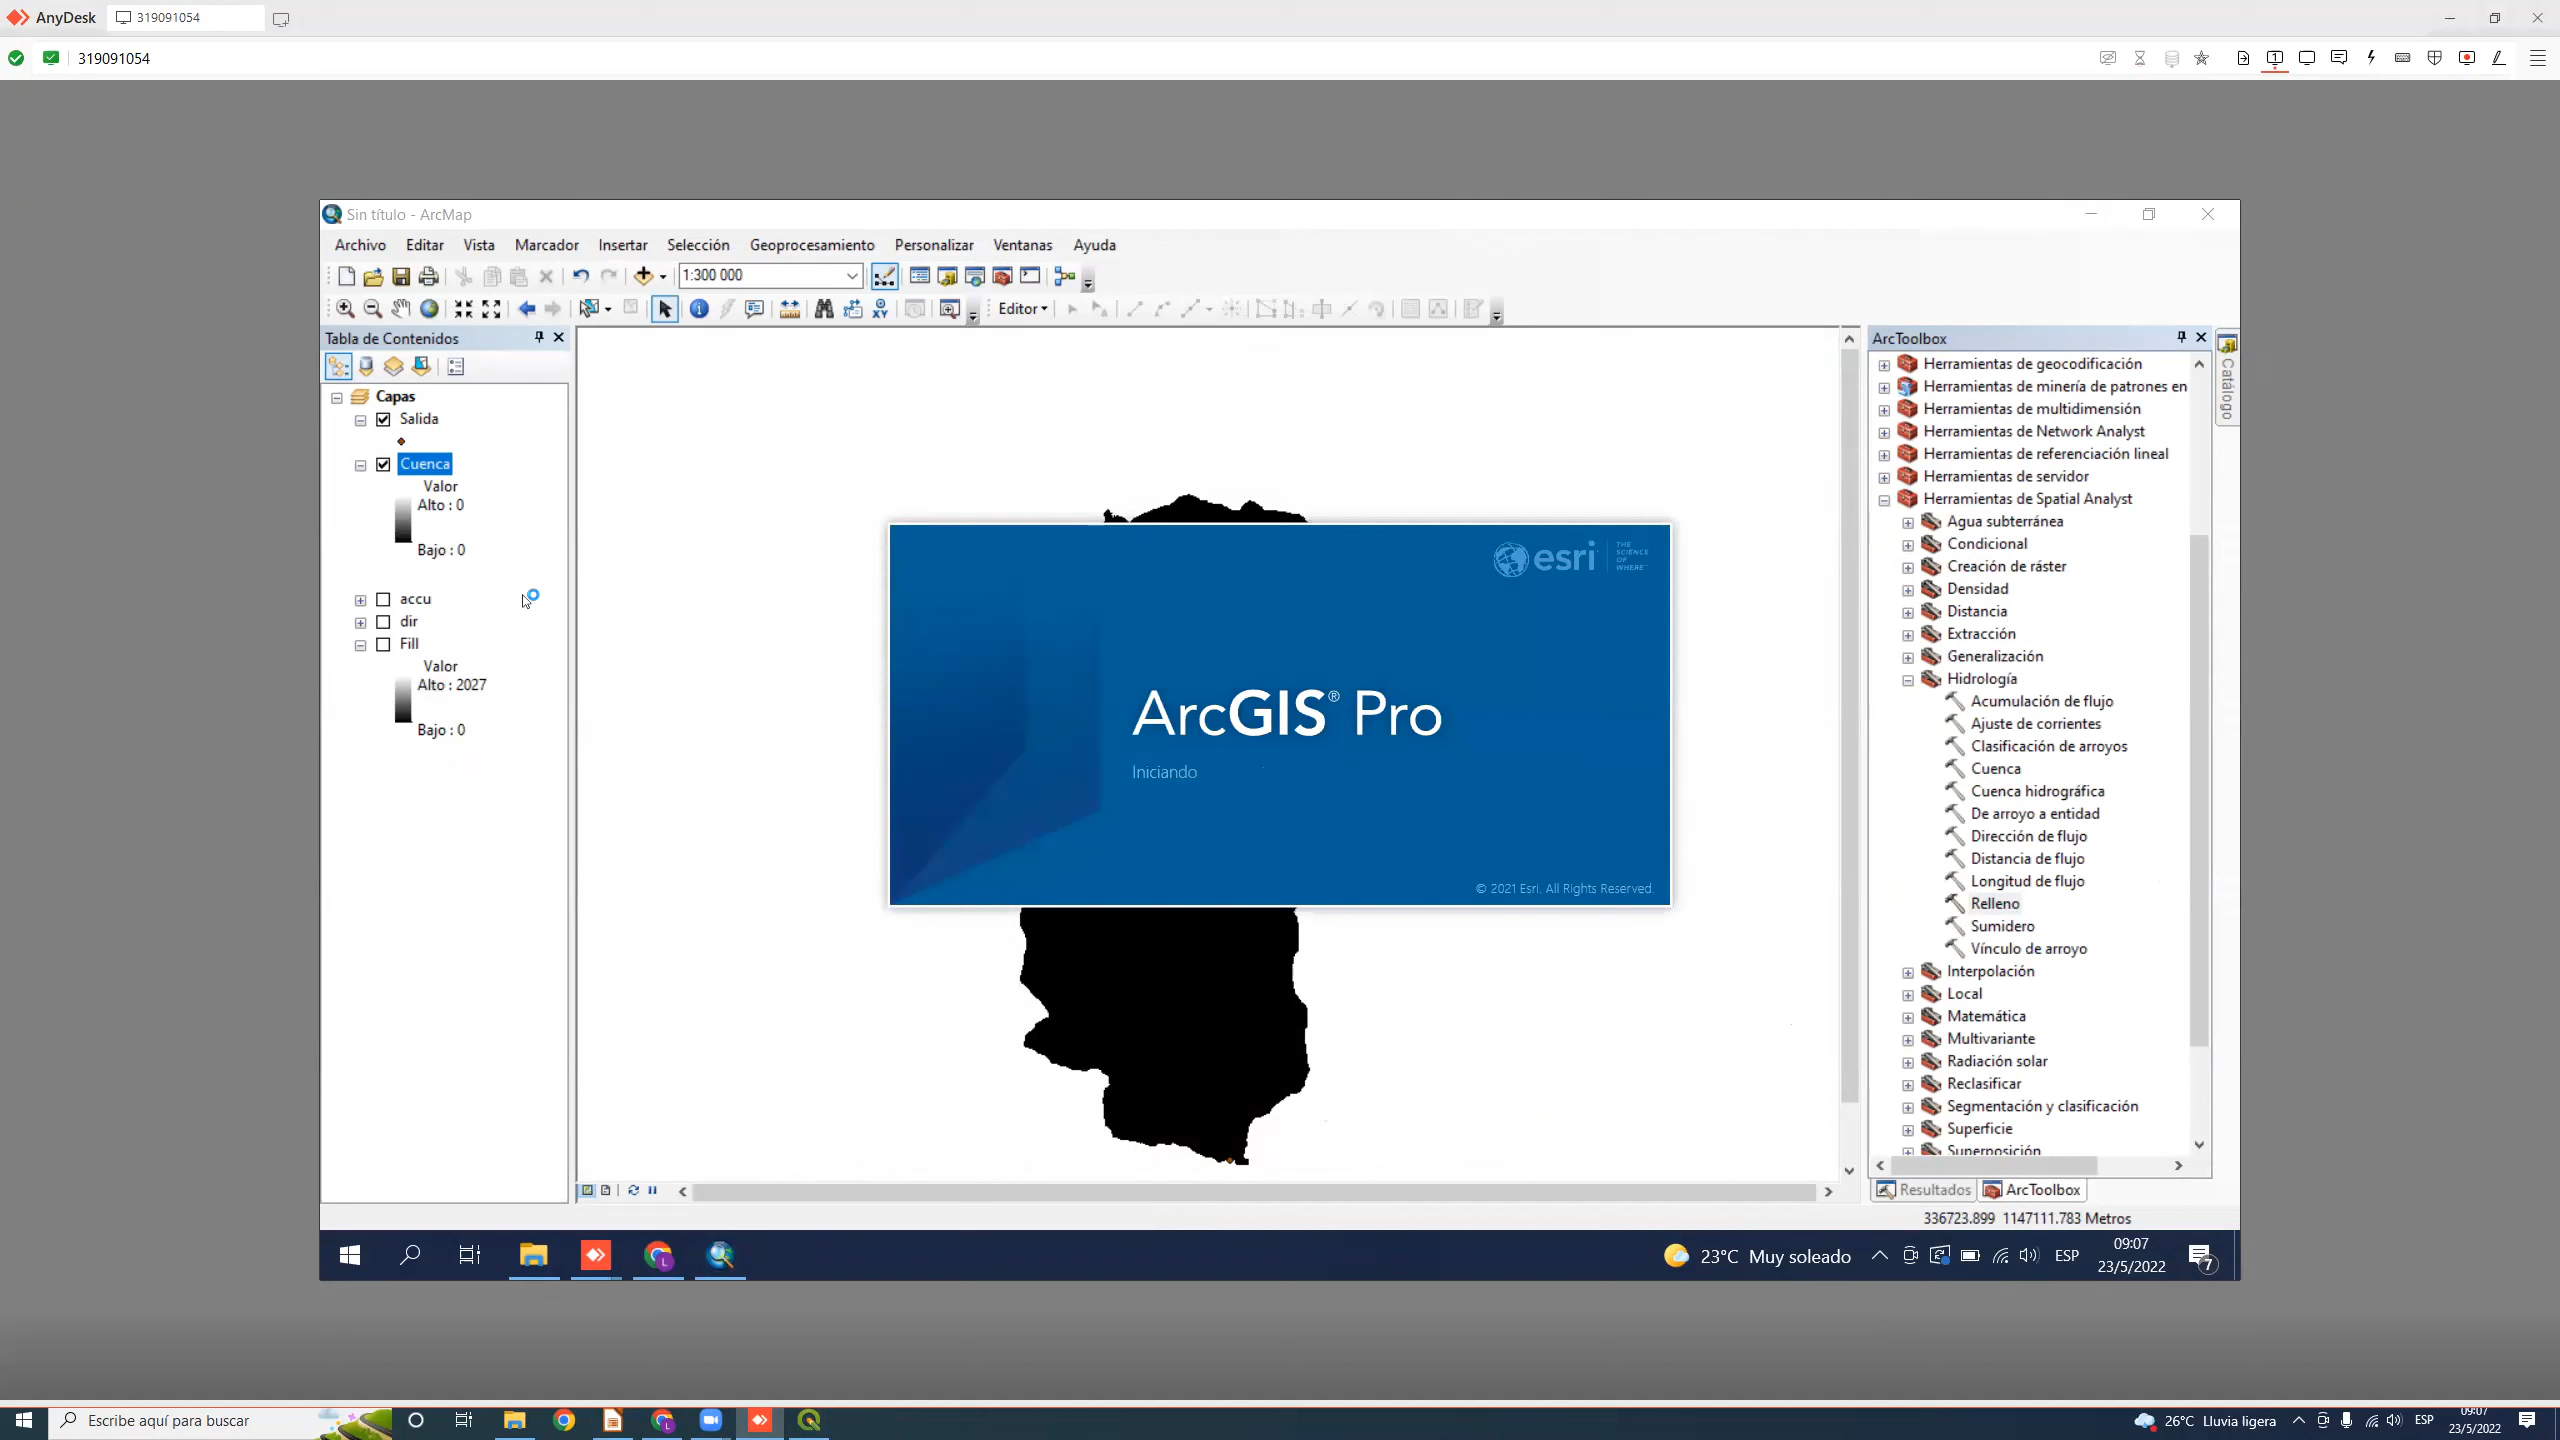 AnyDesk
319091054
319091054
Sin título - ArcMap
Archivo Editar Vista Marcador Insertar Selección Geoprocesamiento Personalizar Ventanas Ayuda
1:300 000
Editor
Tabla de Contenidos
Capas
Salida
Cuenca
Valor
Alto : 0
Bajo : 0
accu
dir
Fill
Valor
Alto : 2027
Bajo : 0
esri
THE
SCIENCE
OF
WHERE
ArcGIS® Pro
Iniciando
© 2021 Esri. All Rights Reserved.
ArcToolbox
Catálogo
Herramientas de geocodificación
Herramientas de minería de patrones en
Herramientas de multidimensión
Herramientas de Network Analyst
Herramientas de referenciación lineal
Herramientas de servidor
Herramientas de Spatial Analyst
Agua subterránea
Condicional
Creación de ráster
Densidad
Distancia
Extracción
Generalización
Hidrología
Acumulación de flujo
Ajuste de corrientes
Clasificación de arroyos
Cuenca
Cuenca hidrográfica
De arroyo a entidad
Dirección de flujo
Distancia de flujo
Longitud de flujo
Relleno
Sumidero
Vínculo de arroyo
Interpolación
Local
Matemática
Multivariante
Radiación solar
Reclasificar
Segmentación y clasificación
Superficie
Superposición
Resultados ArcToolbox
336723.899 1147111.783 Metros
23°C Muy soleado
ESP
09:07
23/5/2022
7
Escribe aquí para buscar
26°C Lluvia ligera
ESP
09:07
23/5/2022